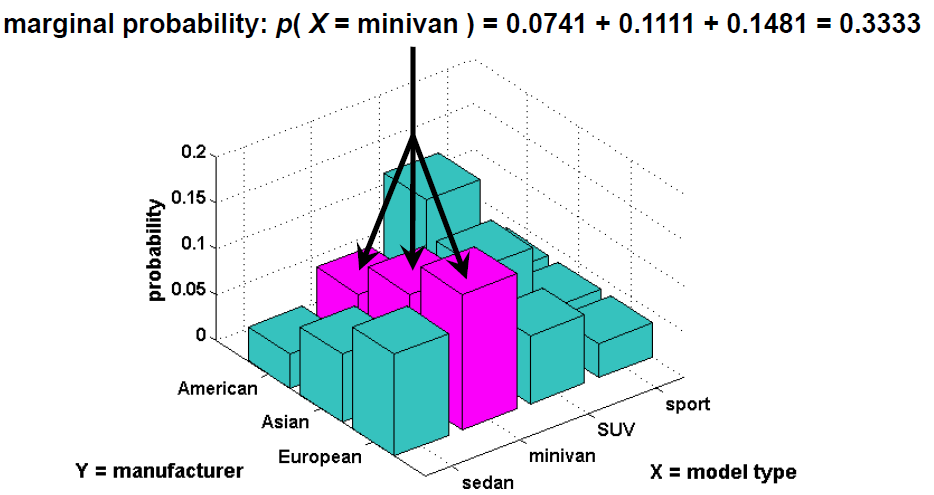 marginal probability: p( X = minivan ) = 0.0741 + 0.1111 + 0.1481 = 0.3333
0.2
0.15
0.1
0.05
0
probability
American
Asian
European
Y = manufacturer
sport
SUV
minivan
sedan
X = model type